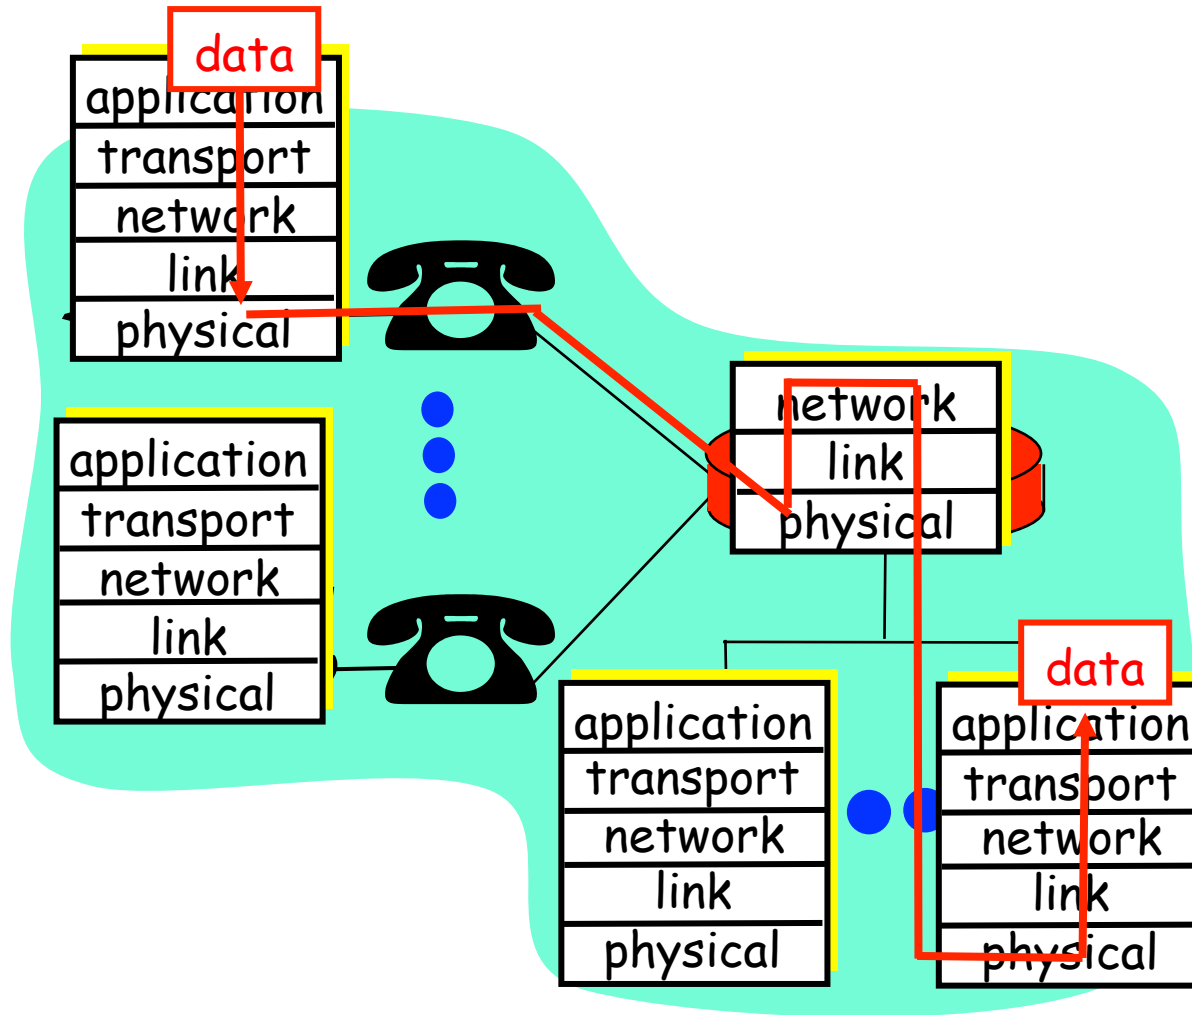 data
application
transport
network
link
physical
application
transport
network
link
physical
network
link
physical
application
transport
network
link
physical
data
application
transport
network
link
physical